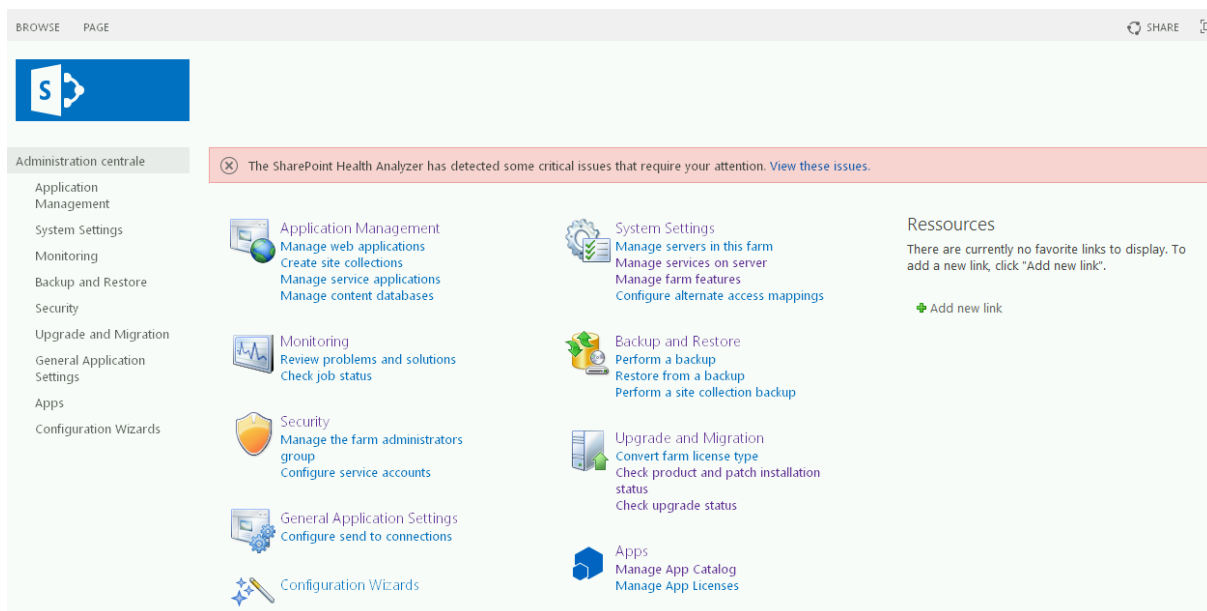 BROWSE PAGE
SHARE
S
Administration centrale
Application
Management
System Settings
Monitoring
Backup and Restore
Security
Upgrade and Migration
General Application
Settings
Apps
Configuration Wizards
The SharePoint Health Analyzer has detected some critical issues that require your attention. View these issues.
Application Management
Manage web applications
Create site collections
Manage service applications
Manage content databases
Monitoring
Review problems and solutions
Check job status
Security
Manage the farm administrators
group
Configure service accounts
General Application Settings
Configure send to connections
Configuration Wizards
System Settings
Manage servers in this farm
Manage services on server
Manage farm features
Configure alternate access mappings
Backup and Restore
Perform a backup
Restore from a backup
Perform a site collection backup
Upgrade and Migration
Convert farm license type
Check product and patch installation
status
Check upgrade status
Apps
Manage App Catalog
Manage App Licenses
Ressources
There are currently no favorite links to display. To
add a new link, click "Add new link".
Add new link